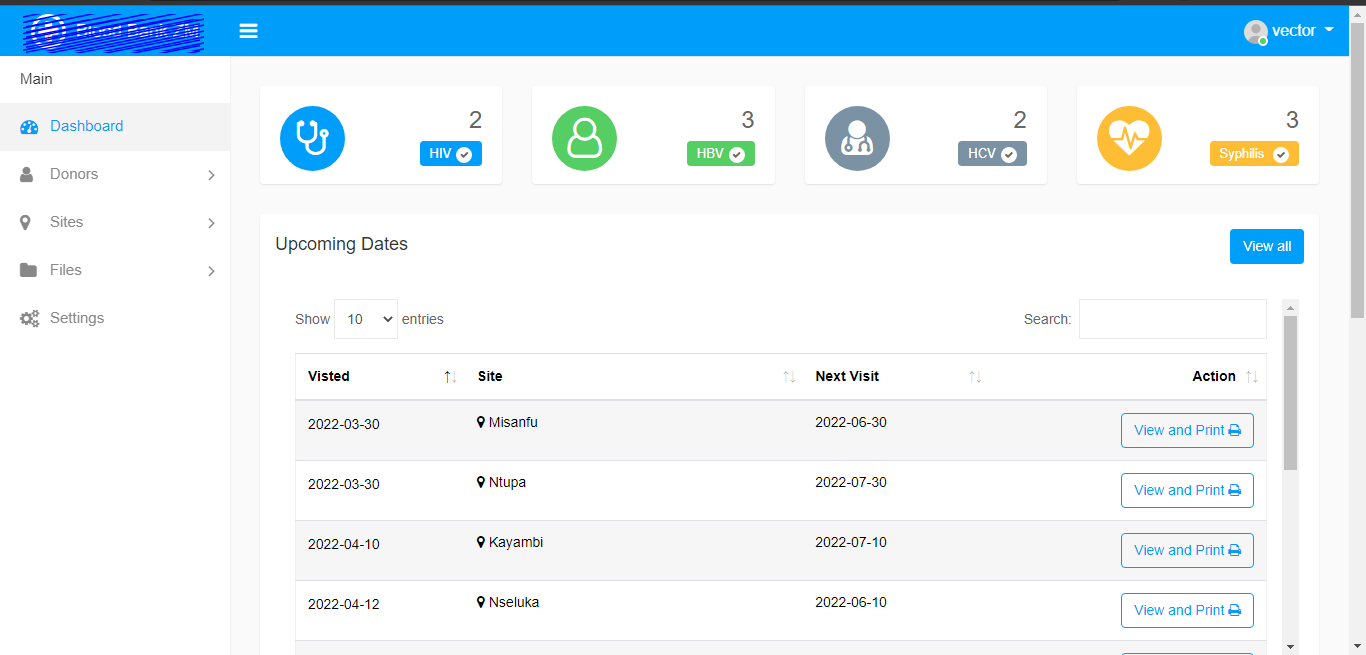 vector
Main
Dashboard
Donors
Sites
Files
Settings
2
HIV
3
HBV
2
HCV
3
Syphilis
Upcoming Dates
View all
Show 10 entries
Search:
Visted Site Next Visit Action
2022-03-30 Misanfu 2022-06-30 View and Print
2022-03-30 Ntupa 2022-07-30 View and Print
2022-04-10 Kayambi 2022-07-10 View and Print
2022-04-12 Nseluka 2022-06-10 View and Print